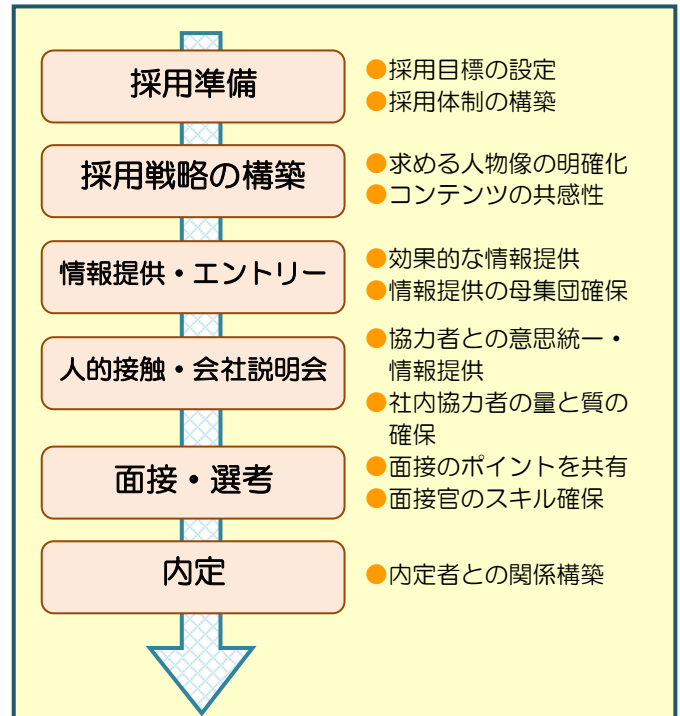 採用準備
●採用目標の設定
●採用体制の構築
採用戦略の構築
●求める人物像の明確化
●コンテンツの共感性
情報提供・エントリー
●効果的な情報提供
●情報提供の母集団確保
人的接触・会社説明会
●協力者との意思統一・
情報提供
●社内協力者の量と質の
確保
面接・選考
●面接のポイントを共有
●面接官のスキル確保
内定
●内定者との関係構築